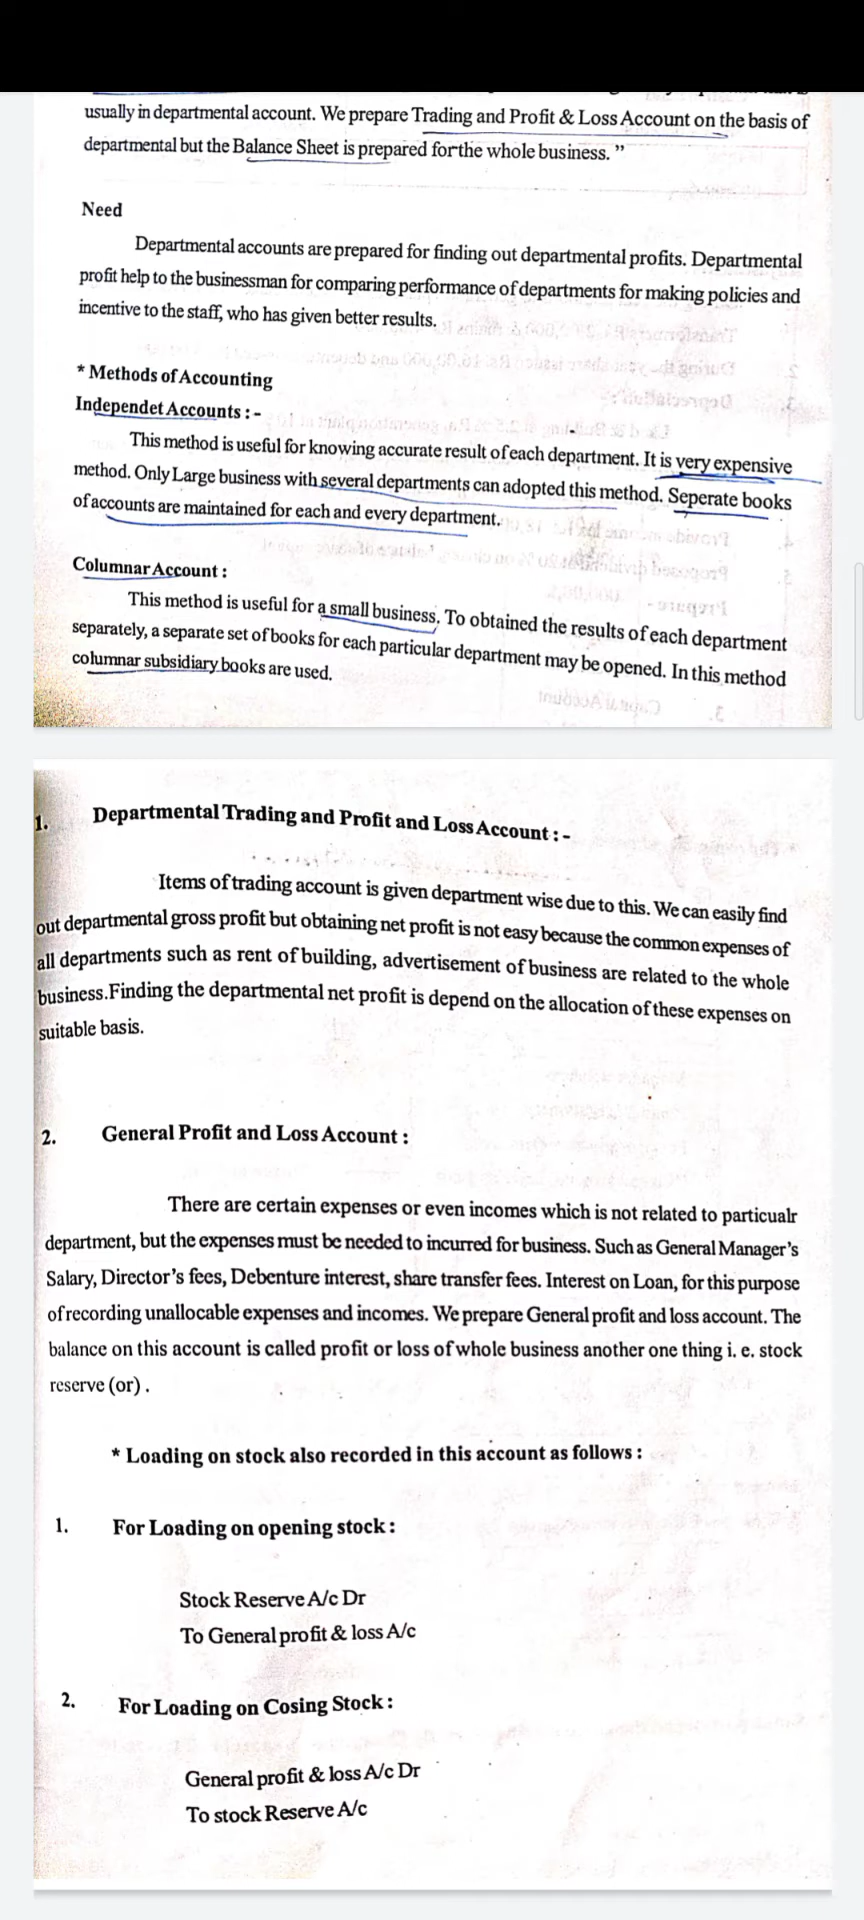 usually in departmental account. We prepare Trading and Profit & Loss Account on the basis of
departmental but the Balance Sheet is prepared for the whole business. ”
Need
Departmental accounts are prepared for finding out departmental profits. Departmental
profit help to the businessman for comparing performance of departments for making policies and
incentive to the staff, who has given better results.
* Methods of Accounting
Independet Accounts : -
This method is useful for knowing accurate result of each department. It is very expensive
method. Only Large business with several departments can adopted this method. Seperate books
of accounts are maintained for each and every department.
Columnar Account :
This method is useful for a small business. To obtained the results of each department
separately, a separate set of books for each particular department may be opened. In this method
columnar subsidiary books are used.
1. Departmental Trading and Profit and Loss Account : -
Items of trading account is given department wise due to this. We can easily find
out departmental gross profit but obtaining net profit is not easy because the common expenses of
all departments such as rent of building, advertisement of business are related to the whole
business.Finding the departmental net profit is depend on the allocation of these expenses on
suitable basis.
2. General Profit and Loss Account :
There are certain expenses or even incomes which is not related to particualr
department, but the expenses must be needed to incurred for business. Such as General Manager’s
Salary, Director’s fees, Debenture interest, share transfer fees. Interest on Loan, for this purpose
of recording unallocable expenses and incomes. We prepare General profit and loss account. The
balance on this account is called profit or loss of whole business another one thing i. e. stock
reserve (or) .
* Loading on stock also recorded in this account as follows :
1. For Loading on opening stock :
Stock Reserve A/c Dr
To General profit & loss A/c
2. For Loading on Cosing Stock :
General profit & loss A/c Dr
To stock Reserve A/c